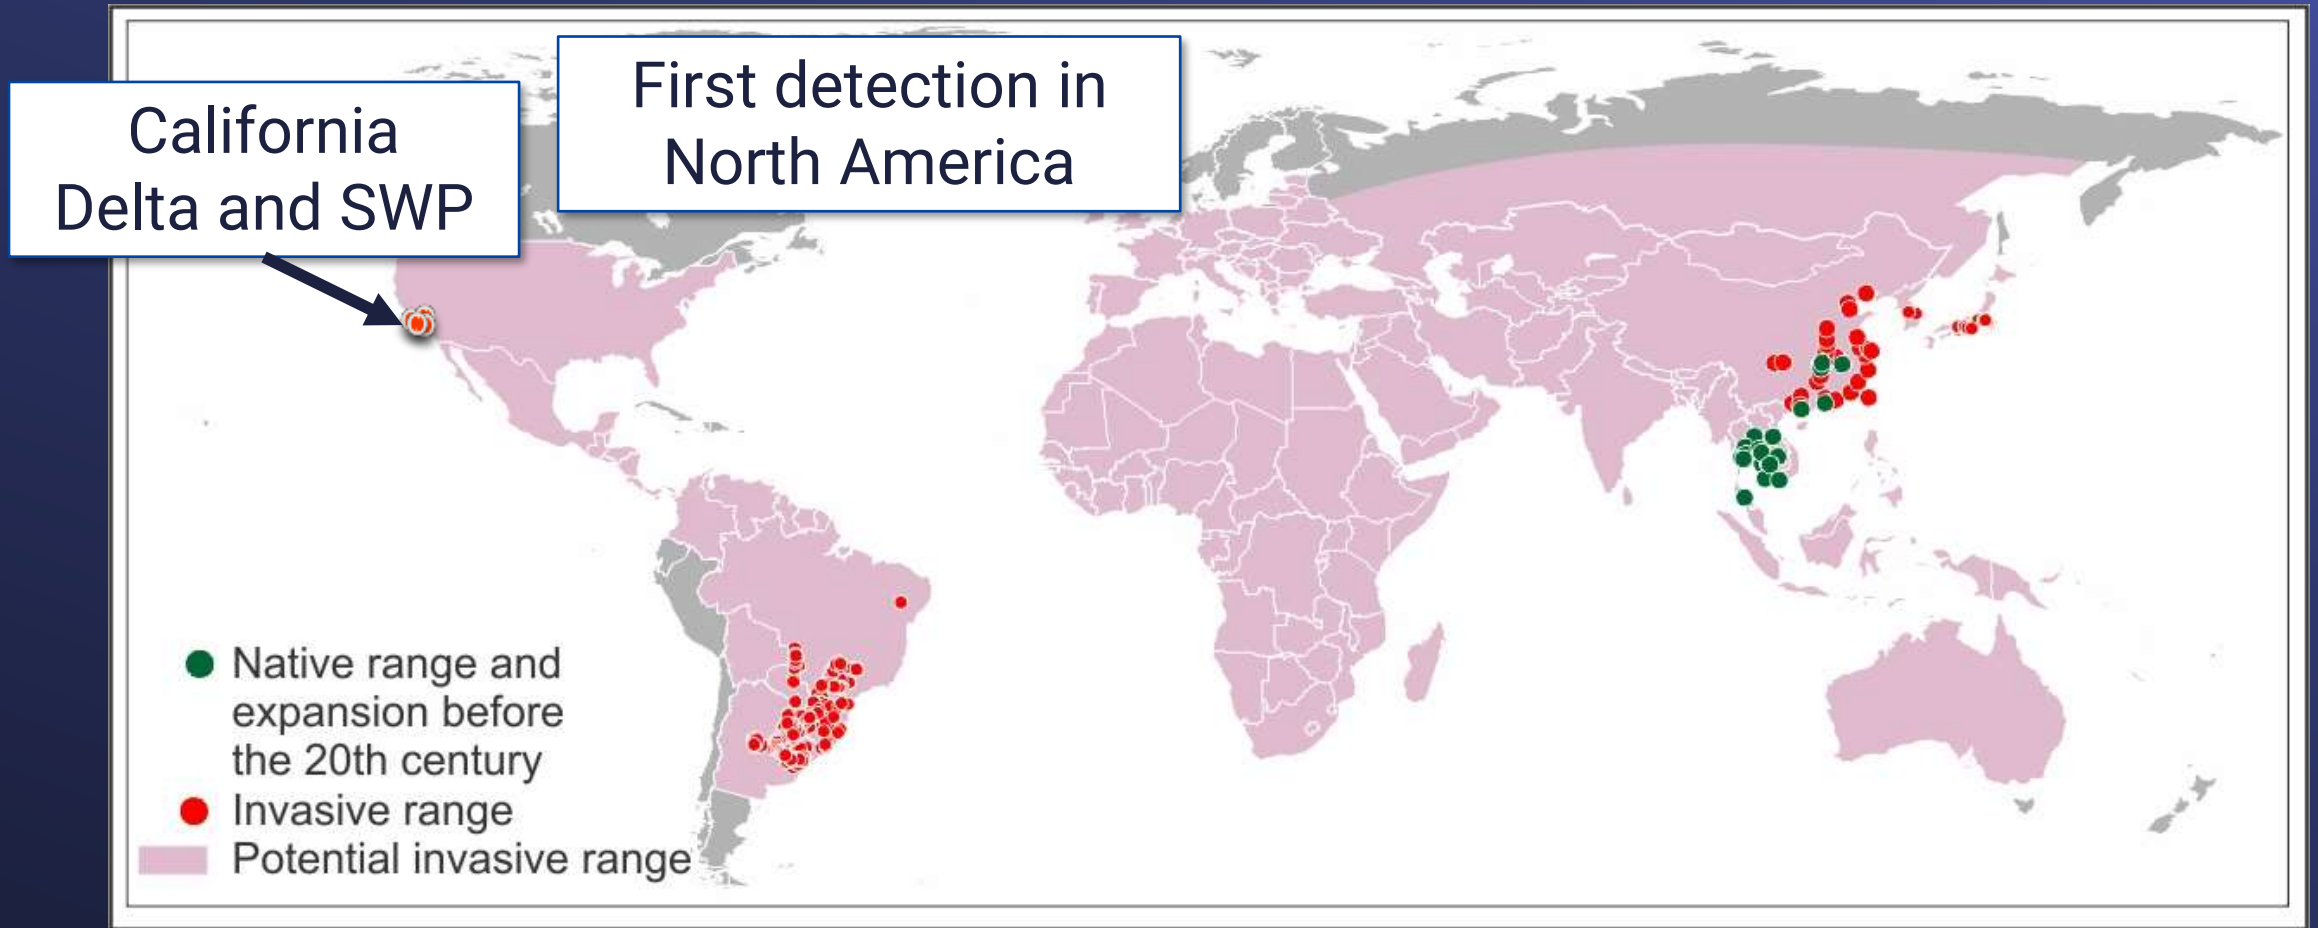 California
Delta and SWP
First detection in
North America
Native range and
expansion before
the 20th century
Invasive range
Potential invasive range